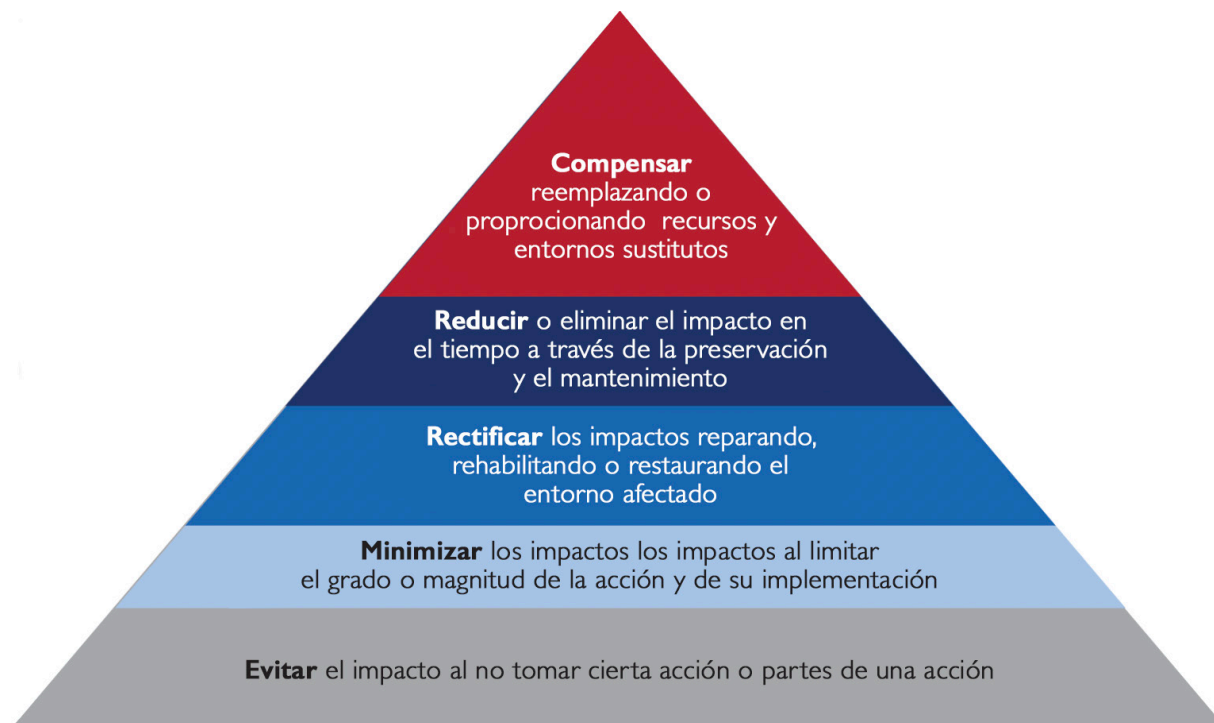 Compensar
reemplazando o
proprocionando recursos y
entornos sustitutos
Reducir o eliminar el impacto en
el tiempo a través de la preservación
y el mantenimiento
Rectificar los impactos reparando,
rehabilitando o restaurando el
entorno afectado
Minimizar los impactos los impactos al limitar
el grado o magnitud de la acción y de su implementación
Evitar el impacto al no tomar cierta acción o partes de una acción